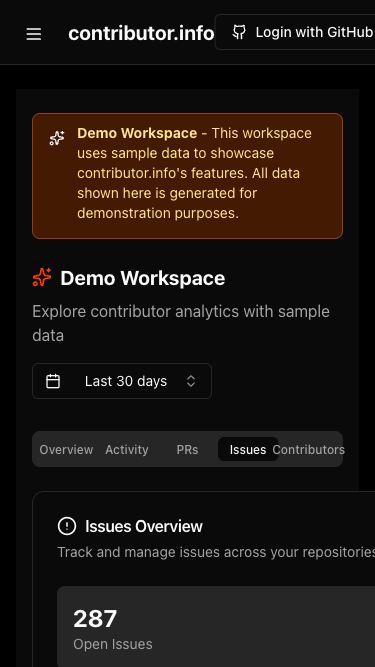 contributor.info
Login with GitHub
Demo Workspace - This workspace
uses sample data to showcase
contributor.info's features. All data
shown here is generated for
demonstration purposes.
Demo Workspace
Explore contributor analytics with sample
data
Last 30 days
Overview Activity PRs Issues Contributors
Issues Overview
Track and manage issues across your repositories
287
Open Issues